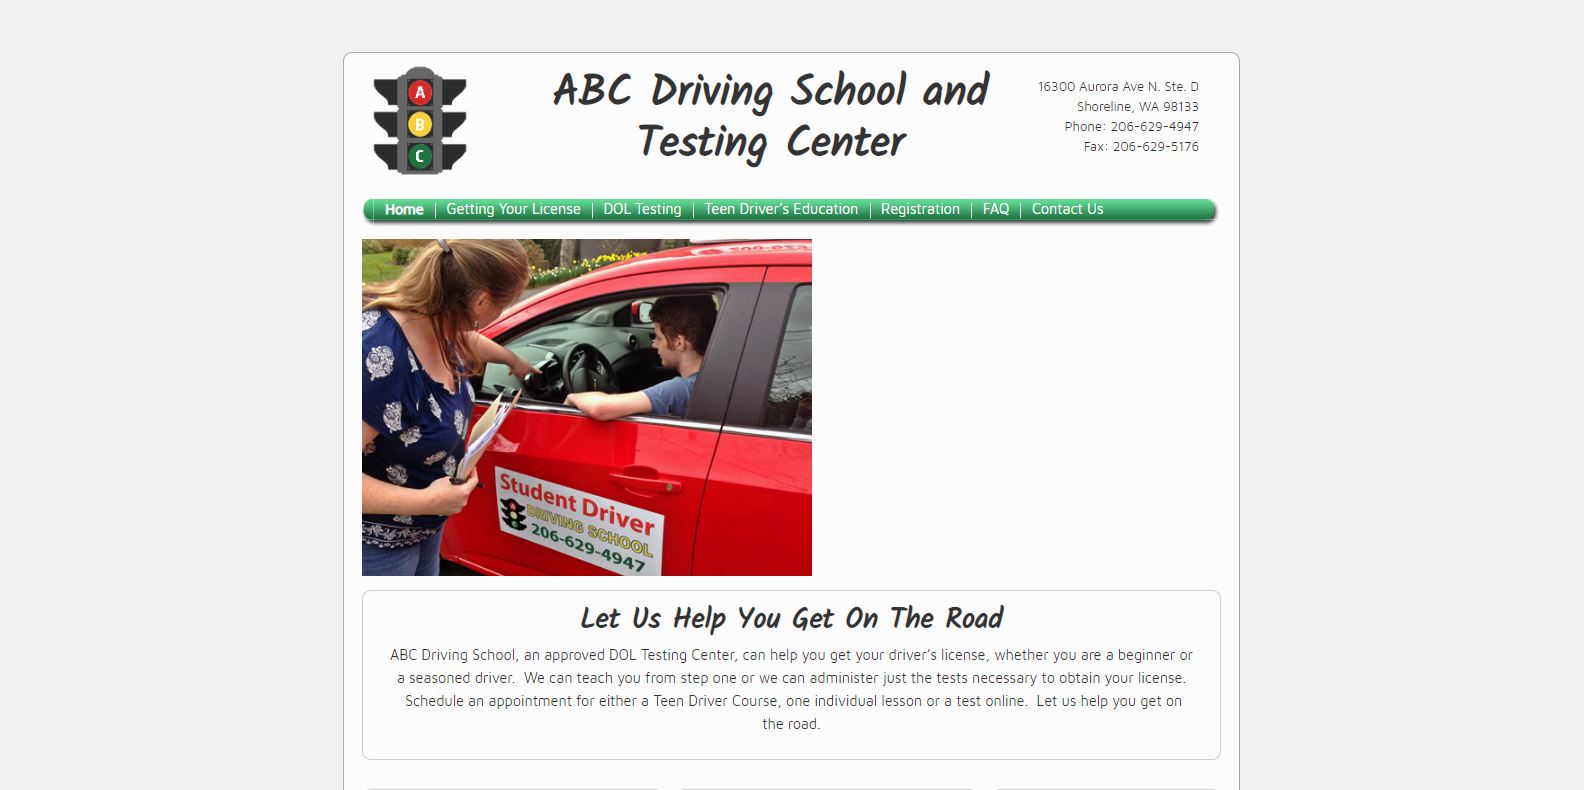 A
B
C
ABC Driving School and
Testing Center
16300 Aurora Ave N. Ste. D
Shoreline, WA 98133
Phone: 206-629-4947
Fax: 206-629-5176
Home
Getting Your License
DOL Testing
Teen Driver's Education
Registration
FAQ
Contact Us
Student Driver
DRIVING SCHOOL
206-629-4947
Let Us Help You Get On The Road
ABC Driving School, an approved DOL Testing Center, can help you get your driver's license, whether you are a beginner or
a seasoned driver.  We can teach you from step one or we can administer just the tests necessary to obtain your license.
Schedule an appointment for either a Teen Driver Course, one individual lesson or a test online.  Let us help you get on
the road.